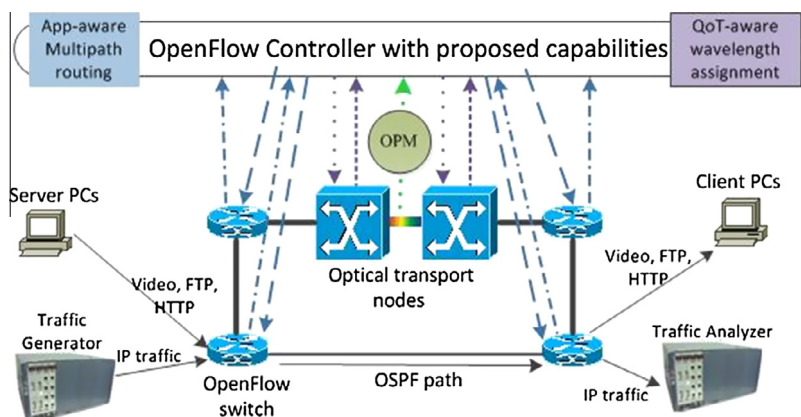 App-aware
Multipath
routing
OpenFlow Controller with proposed capabilities
QoT-aware
wavelength
assignment
OPM
Server PCs
Client PCs
Optical transport
nodes
Video, FTP,
HTTP
Video, FTP,
HTTP
Traffic
Generator
IP traffic
OpenFlow
switch
OSPF path
Traffic Analyzer
IP traffic